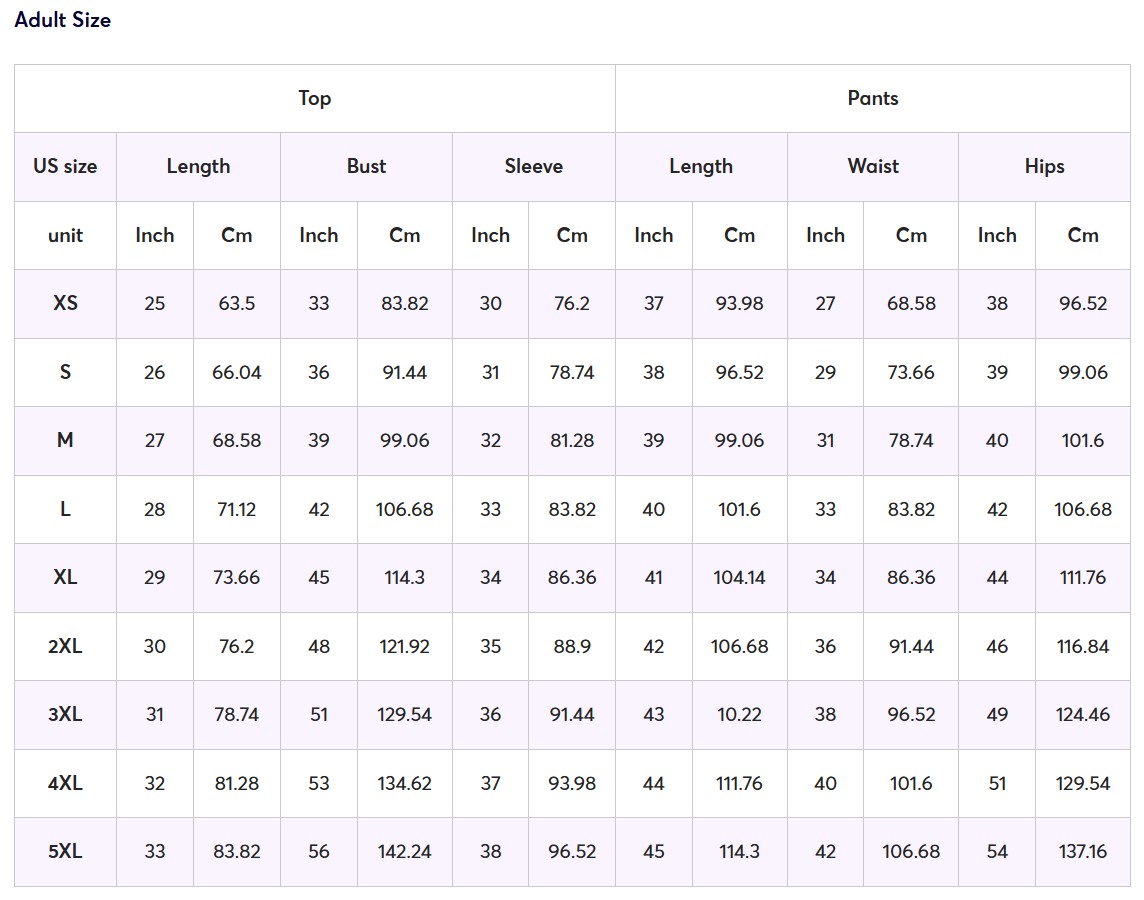 Adult Size
Top Pants
US size Length Bust Sleeve Length Waist Hips
unit Inch Cm Inch Cm Inch Cm Inch Cm Inch Cm Inch Cm
XS 25 63.5 33 83.82 30 76.2 37 93.98 27 68.58 38 96.52
S 26 66.04 36 91.44 31 78.74 38 96.52 29 73.66 39 99.06
M 27 68.58 39 99.06 32 81.28 39 99.06 31 78.74 40 101.6
L 28 71.12 42 106.68 33 83.82 40 101.6 33 83.82 42 106.68
XL 29 73.66 45 114.3 34 86.36 41 104.14 34 86.36 44 111.76
2XL 30 76.2 48 121.92 35 88.9 42 106.68 36 91.44 46 116.84
3XL 31 78.74 51 129.54 36 91.44 43 10.22 38 96.52 49 124.46
4XL 32 81.28 53 134.62 37 93.98 44 111.76 40 101.6 51 129.54
5XL 33 83.82 56 142.24 38 96.52 45 114.3 42 106.68 54 137.16